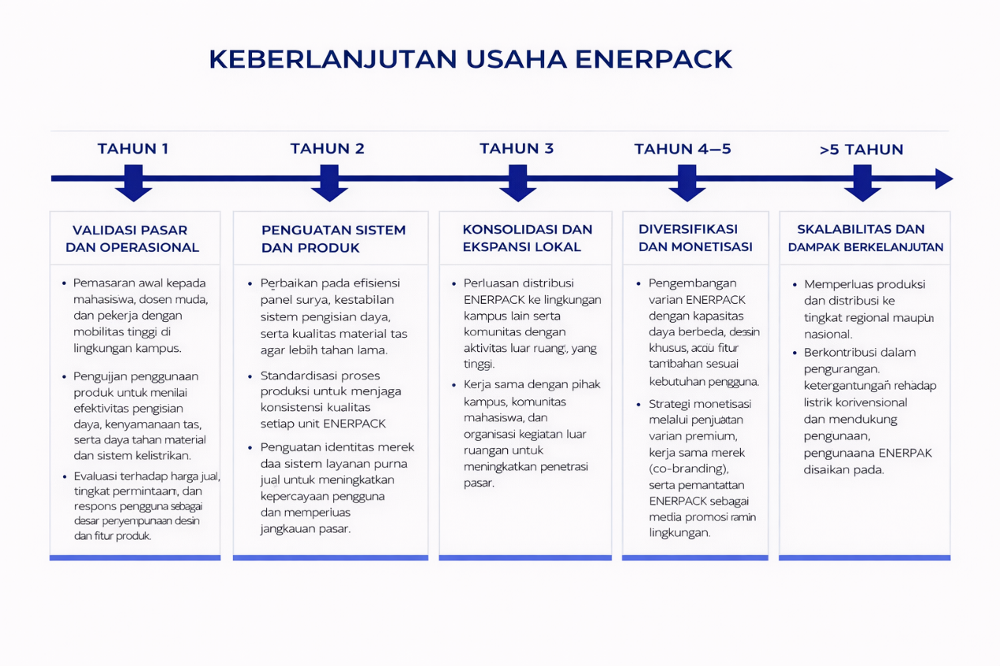 KEBERLANJUTAN USAHA ENERPACK
TAHUN 1
TAHUN 2
TAHUN 3
TAHUN 4–5
>5 TAHUN
VALIDASI PASAR
DAN OPERASIONAL
• Pemasaran awal kepada
mahasiswa, dosen muda,
dan pekerja dengan
mobilitas tinggi di
lingkungan kampus.
• Penguijan penggunaan
produk untuk menilai
efektivitas pengisian
daya, kenyamanaan tas,
serta daya tahan material
dan sistem kelistrikan.
• Evaluasi terhadap harga jual,
tingkat permintaan, dan
respons pengguna sebagai
desar penyempunaan desin
dan fitur produk.
PENGUATAN SISTEM
DAN PRODUK
• Perbaikan pada efisiensi
panel surya, kestabilan
sistem pengisian daya,
serta kualitas material tas
agar lebih tahan lama.
• Standardisasi proses
produksi untuk menjaga
konsistensi kualitas
setiap unit ENERPACK
• Penguatan identitas merek
daa sistem layanan purna
jual untuk meningkatkan
kepercayaan pengguna
dan memperluas
jangkauan pasar.
KONSOLIDASI DAN
EKSPANSI LOKAL
• Perluasan distribusi
ENERPACK ke lingkungan
kampus lain serta
komunitas dengan
aktivitas luar ruang, yang
tinggi.
• Kerja sama dengan pihak
kampus, komunitas
mahasiswa, dan
organisasi kegiatan luar
ruangan untuk
meningkatkan penetrasi
pasar.
DIVERSIFIKASI
DAN MONETISASI
• Pengembangan
varian ENERPACK
dengan kapasitas
daya berbeda, dessin
khusus, fitur
tambahan sesuai
kebutuhan pengguna.
• Strategi monetisasi
melalui penjuatan
varian premium,
kerja sama merek
(co-branding),
serta pemantattan
ENERPACK sebagai
media promosi ramin
lingkungan.
SKALABILITAS DAN
DAMPAK BERKELANJUTAN
• Memperluas produksi
dan distribusi ke
tingkat regional maupun
nasional.
• Berkontribusi dalam
pengurangan.
ketergantungan rehadap
listrik korivensional
dan mendukung
pengunaan,
pengunaana ENERPAK
disaikan pada.